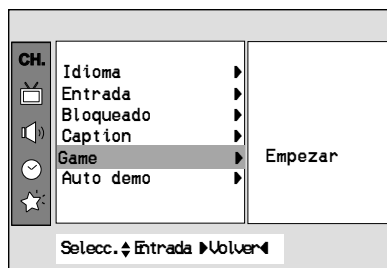 CH.
Idioma
Entrada
Bloqueado
Caption
Game
Empezar
Auto demo
Selecc. Entrada Volver